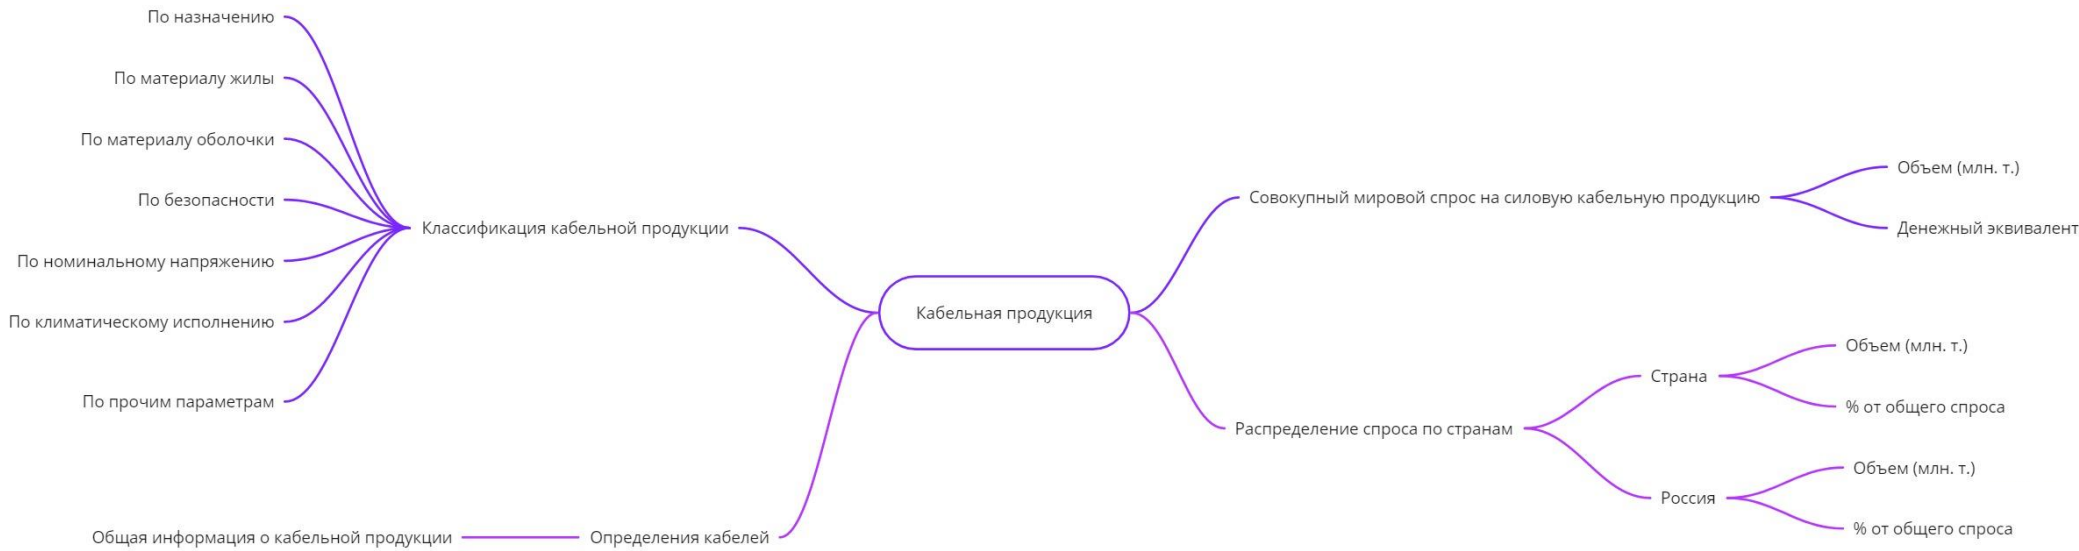 По назначению
По материалу жилы
По материалу оболочки
По безопасности
По номинальному напряжению
По климатическому исполнению
По прочим параметрам
Классификация кабельной продукции
Общая информация о кабельной продукции
Определения кабелей
Кабельная продукция
Совокупный мировой спрос на силовую кабельную продукцию
Объем (млн. т.)
Денежный эквивалент
Распределение спроса по странам
Страна
Объем (млн. т.)
% от общего спроса
Россия
Объем (млн. т.)
% от общего спроса